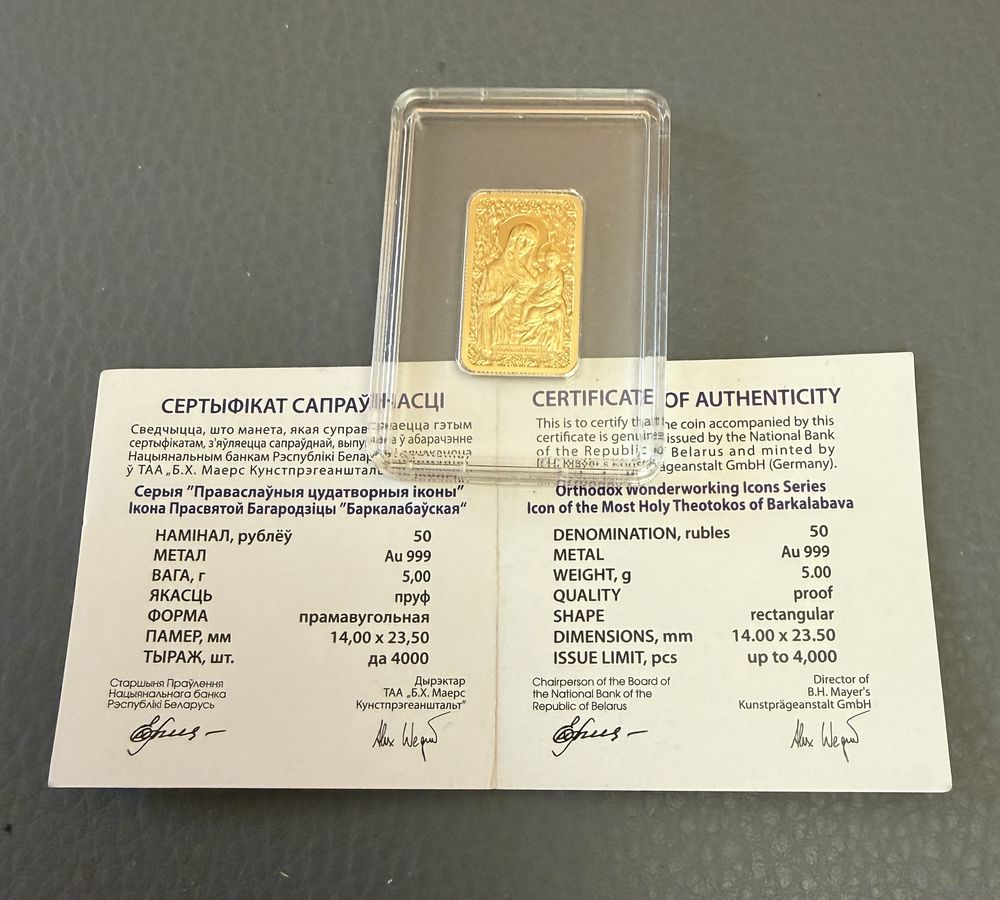 СЕРТЫФІКАТ САПРАЎ НАСЦІ
Сведчыцца, што манета, якая суправ гэтым
сертыфікатам, з'яўляецца сапраўднай, выпу ў абарачэнне
Нацыянальным банкам Рэспублікі
ў ТАА „Б.Х. Маерс Кунстпрэгеаншталь
Серыя "Праваслаўныя цудатворныя іконы"
Ікона Прасвятой Багародзіцы "Баркалабаўская“
НАМІНАЛ, рублёў 50
МЕТАЛ Au 999
ВАГА, г 5,00
ЯКАСЦЬ пруф
ФОРМА прамавугольная
ПАМЕР, мм 14,00 x 23,50
ТЫРАЖ, шт. да 4000
Старшыня Праўлення
Нацыянальнага банка
Рэспублікі Беларусь
Дырэктар
ТАА „Б.Х. Маерс
Кунстпрэгеанштальт”
CERTIFICATE OF AUTHENTICITY
This is to certify that the coin accompanied by this
certificate is genuine issued by the National Bank
of the Republic Belarus and minted by
B.H. Mayer's Kunstprägeanstalt GmbH (Germany).
Orthodox Wonderworking Icons Series
Icon of the Most Holy Theotokos of Barkalabava
DENOMINATION, rubles 50
METAL Au 999
WEIGHT, g 5.00
QUALITY proof
SHAPE rectangular
DIMENSIONS, mm 14.00 x 23.50
ISSUE LIMIT, pcs up to 4,000
Chairperson of the Board of
the National Bank of the
Republic of Belarus
Director of
B.H. Mayer's
Kunstprägeanstalt GmbH